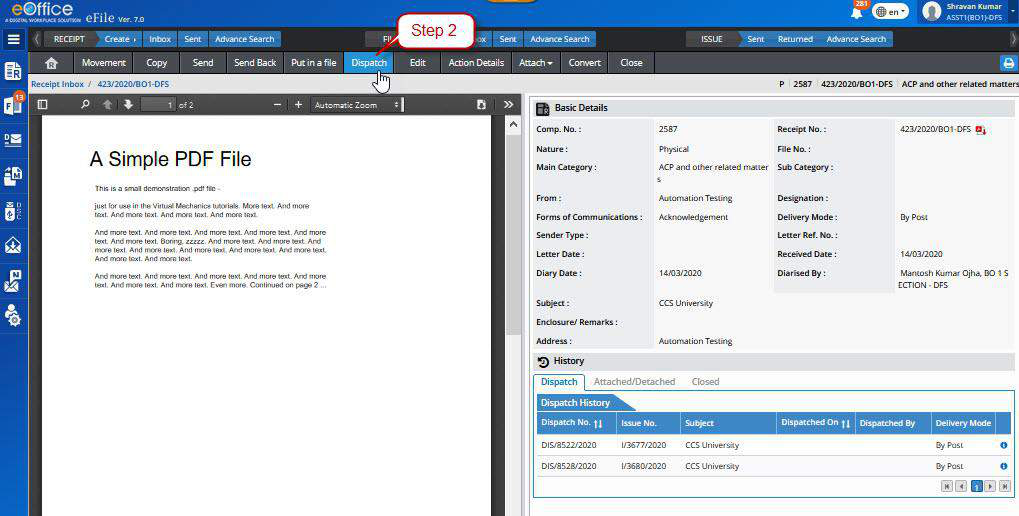 eOffice
A DIGITAL WORKPLACE SOLUTION eFile Ver. 7.0
281
en
Shravan Kumar
ASST1(BO1)-DFS
RECEIPT Create Inbox Sent Advance Search Sent Advance Search ISSUE Sent Returned Advance Search
Step 2
Movement Copy Send Send Back Put in a file Dispatch Edit Action Details Attach Convert Close
Receipt Inbox / 423/2020/BO1-DFS
P | 2587 | 423/2020/BO1-DFS | ACP and other related matters
13
1 of 2
Automatic Zoom
A Simple PDF File
This is a small demonstration .pdf file -
just for use in the Virtual Mechanics tutorials. More text. And more
text. And more text. And more text. And more text.
And more text. And more text. And more text. And more text. And more
text. And more text. Boring, zzzzz. And more text. And more text. And
more text. And more text. And more text. And more text. And more text.
And more text. And more text.
And more text. And more text. And more text. And more text. And more
text. And more text. And more text. Even more. Continued on page 2 ...
Basic Details
Comp. No. : 2587 Receipt No. : 423/2020/BO1-DFS
Nature : Physical File No. :
Main Category : ACP and other related matter Sub Category :
s
From : Automation Testing Designation :
Forms of Communications : Acknowledgement Delivery Mode : By Post
Sender Type : Letter Ref. No. :
Letter Date : Received Date : 14/03/2020
Diary Date : 14/03/2020 Diarised By : Mantosh Kumar Ojha, BO 1 S
ECTION - DFS
Subject : CCS University
Enclosure/ Remarks :
Address : Automation Testing
History
Dispatch Attached/Detached Closed
Dispatch History
Dispatch No. Issue No. Subject Dispatched On Dispatched By Delivery Mode
DIS/8522/2020 I/3677/2020 CCS University By Post
DIS/8528/2020 I/3680/2020 CCS University By Post
1